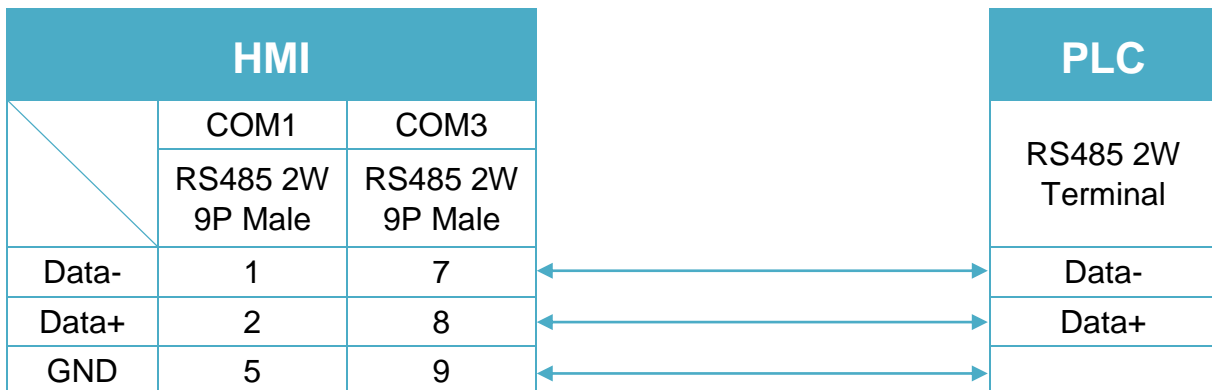 HMI
PLC
COM1 COM3
RS485 2W RS485 2W
9P Male 9P Male
RS485 2W
Terminal
Data- 1 7 Data-
Data+ 2 8 Data+
GND 5 9